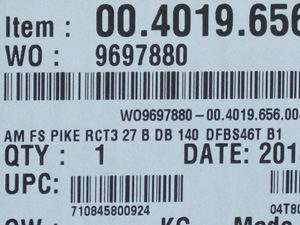 Item : 00.4019.656
WO : 9697880
WO9697880-00.4019.656.00
AM FS PIKE RCT3 27 B DB 140 DFBS46T B1
QTY : 1 DATE: 201
UPC:
710845800924 04T80